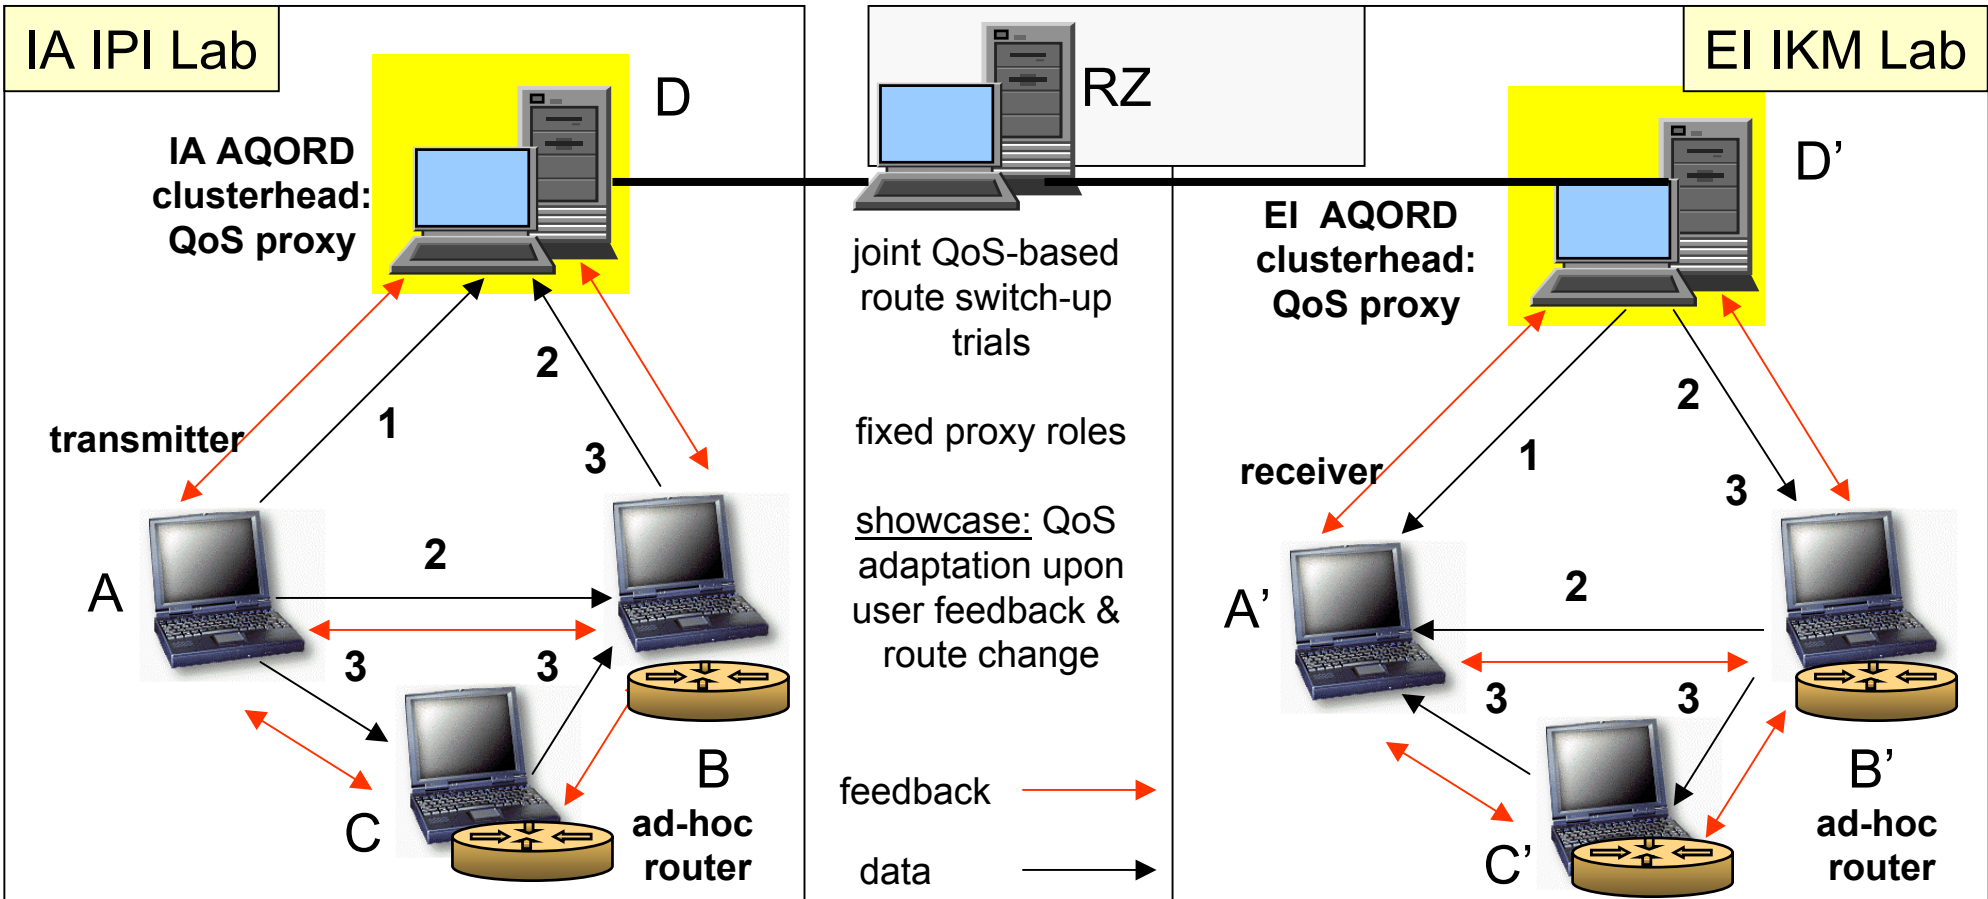 IA IPI Lab
D
IA AQORD
clusterhead:
QoS proxy
transmitter
1
2
3
2
3
3
A
B
C
ad-hoc
router
RZ
joint QoS-based
route switch-up
trials
fixed proxy roles
showcase: QoS
adaptation upon
user feedback &
route change
feedback
data
EI IKM Lab
D’
EI AQORD
clusterhead:
QoS proxy
receiver
1
2
3
2
3
3
A’
B’
C’
ad-hoc
router